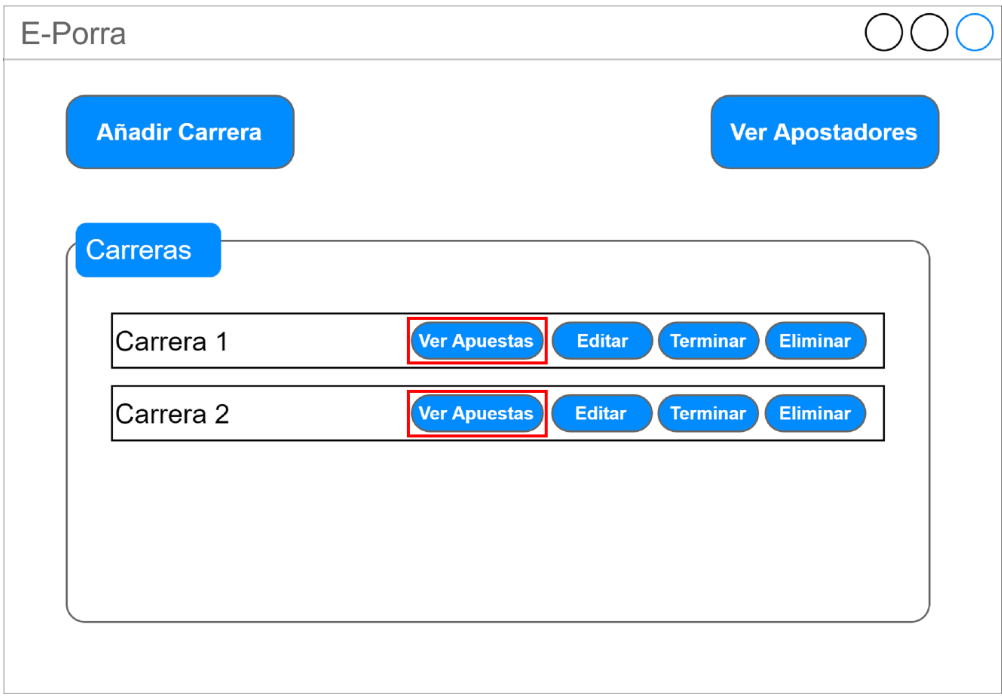 E-Porra
Añadir Carrera
Ver Apostadores
Carreras
Carrera 1 Ver Apuestas Editar Terminar Eliminar
Carrera 2 Ver Apuestas Editar Terminar Eliminar